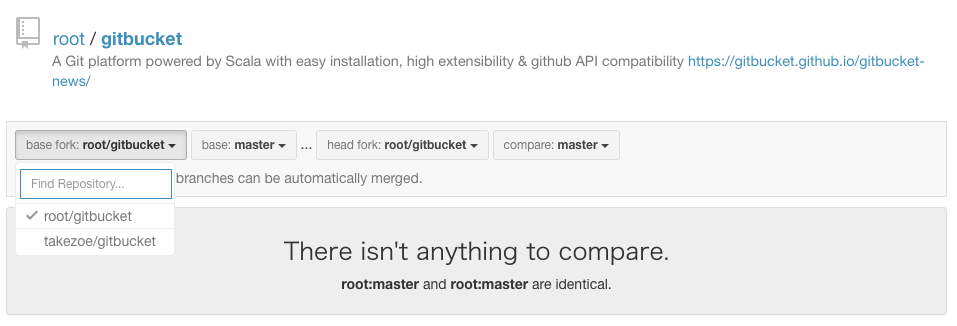 root / gitbucket
A Git platform powered by Scala with easy installation, high extensibility & github API compatibility https://gitbucket.github.io/gitbucket-
news/
base fork: root/gitbucket base: master ... head fork: root/gitbucket compare: master
Find Repository... branches can be automatically merged.
root/gitbucket
takezoe/gitbucket
There isn't anything to compare.
root:master and root:master are identical.